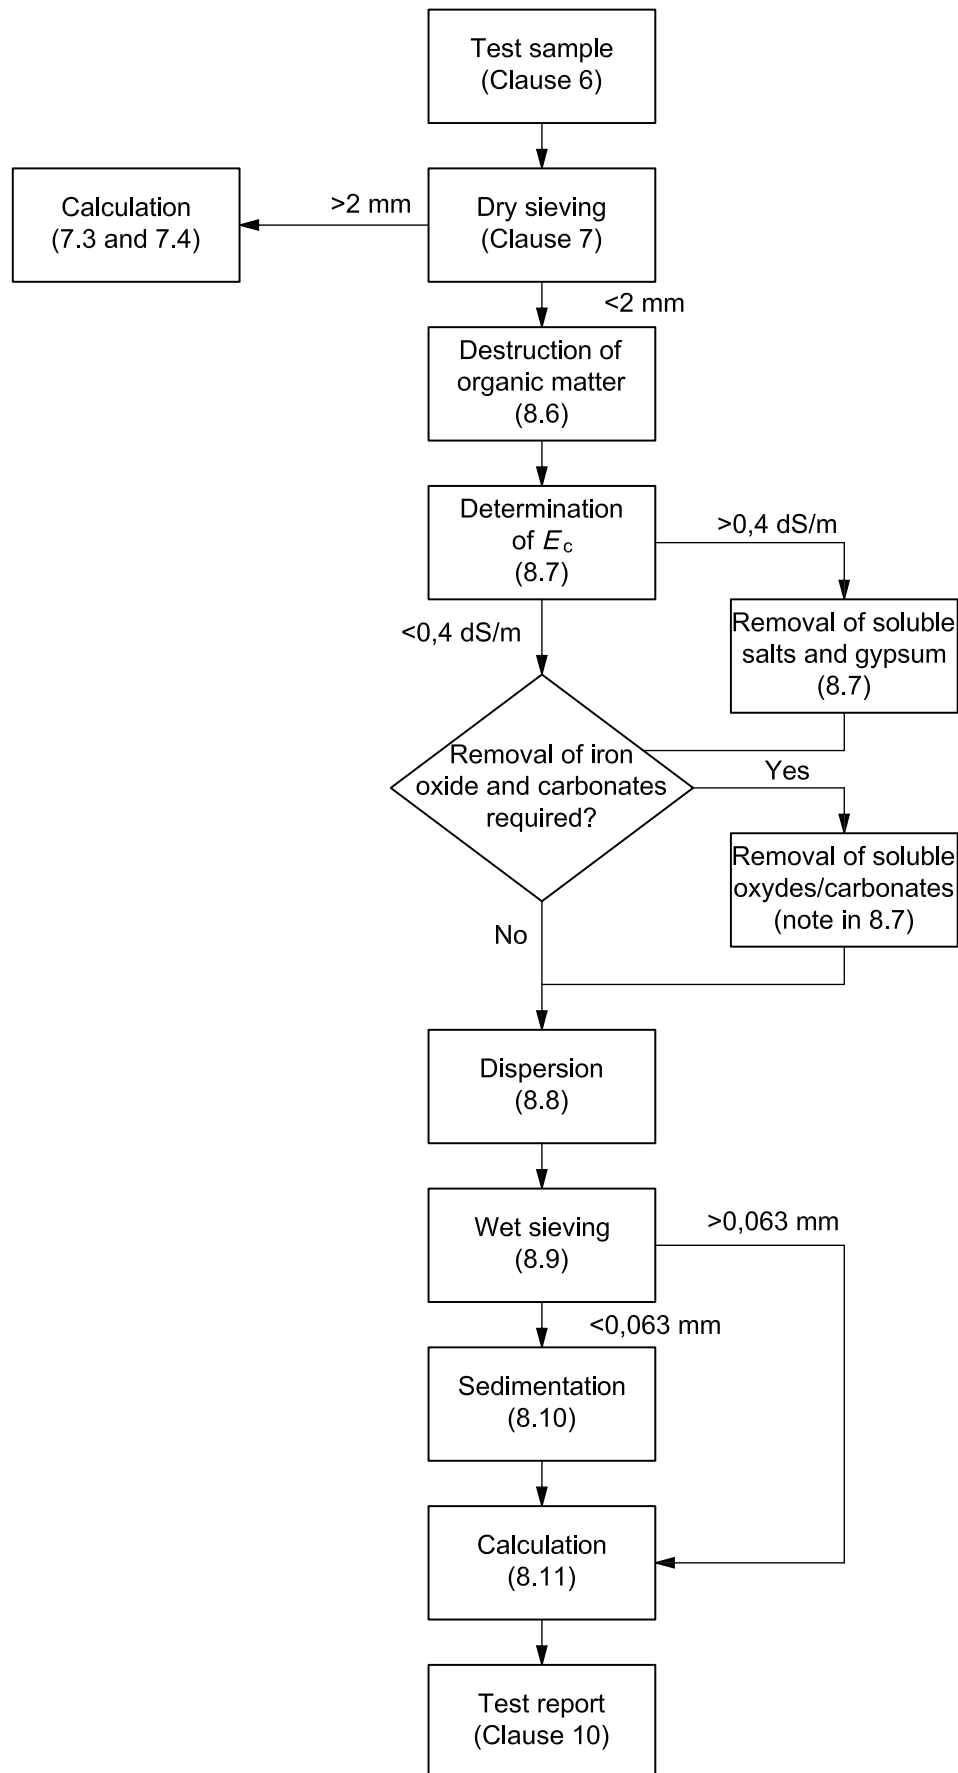 Test sample
(Clause 6)
Calculation
(7.3 and 7.4)
>2 mm
Dry sieving
(Clause 7)
<2 mm
Destruction of
organic matter
(8.6)
Determination
of Ec
(8.7)
>0,4 dS/m
<0,4 dS/m
Removal of soluble
salts and gypsum
(8.7)
Removal of iron
oxide and carbonates
required?
Yes
Removal of soluble
oxydes/carbonates
(note in 8.7)
No
Dispersion
(8.8)
Wet sieving
(8.9)
>0,063 mm
<0,063 mm
Sedimentation
(8.10)
Calculation
(8.11)
Test report
(Clause 10)